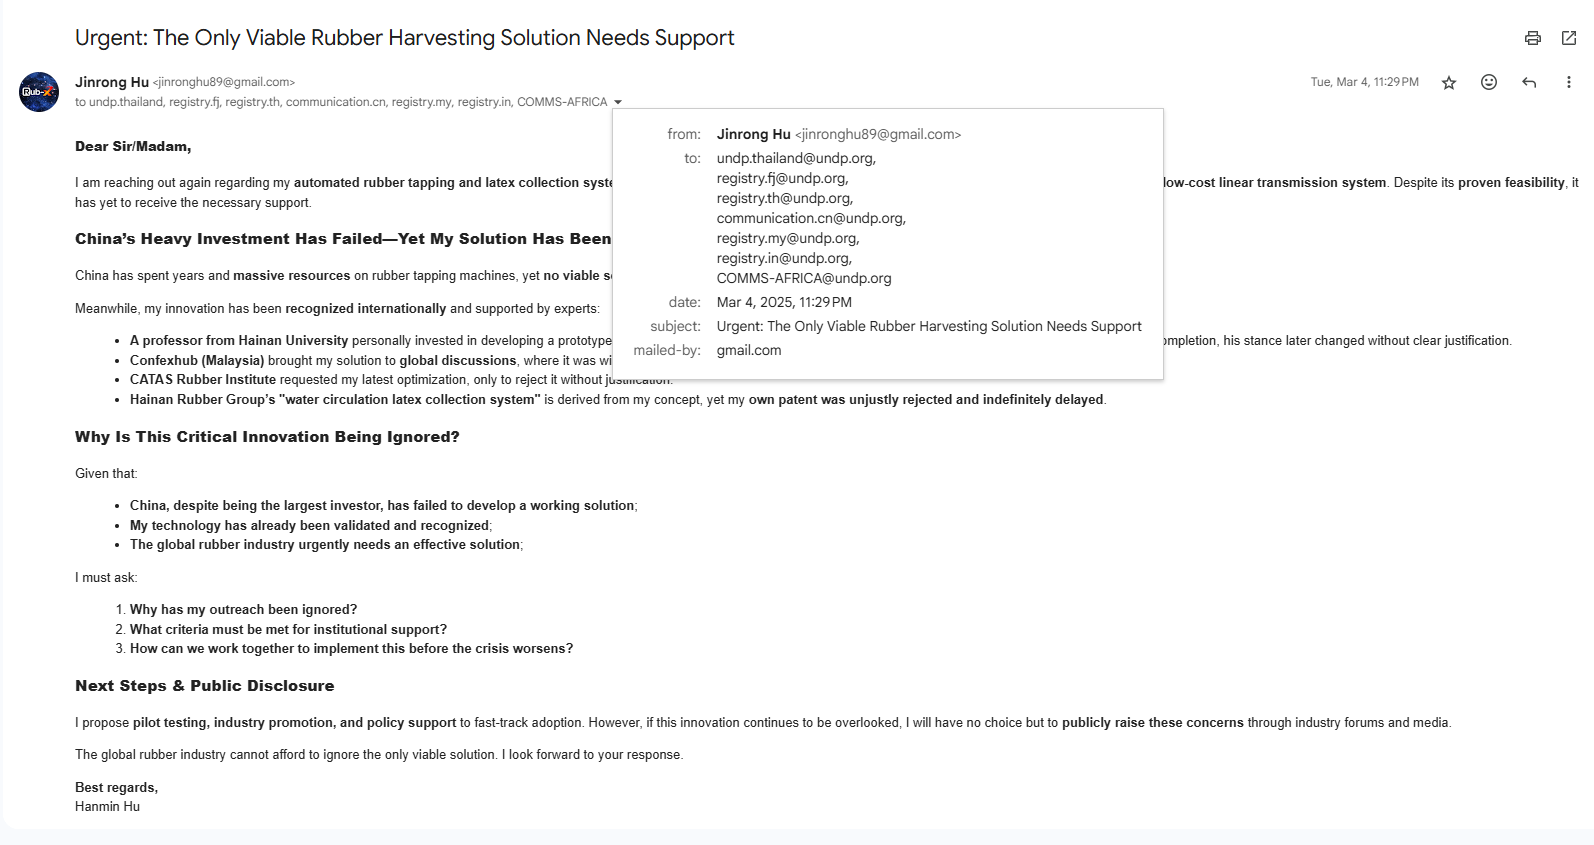 Urgent: The Only Viable Rubber Harvesting Solution Needs Support
Rub-X
Jinrong Hu <jinronghu89@gmail.com>
Tue, Mar 4, 11:29 PM
to undp.thailand, registry.fj, registry.th, communication.cn, registry.my, registry.in, COMMS-AFRICA
from: Jinrong Hu <jinronghu89@gmail.com>
to: undp.thailand@undp.org,
registry.fj@undp.org,
registry.th@undp.org,
communication.cn@undp.org,
registry.my@undp.org,
registry.in@undp.org,
COMMS-AFRICA@undp.org
date: Mar 4, 2025, 11:29 PM
subject: Urgent: The Only Viable Rubber Harvesting Solution Needs Support
mailed-by: gmail.com
Dear Sir/Madam,
I am reaching out again regarding my automated rubber tapping and latex collection low-cost linear transmission system. Despite its proven feasibility, it
has yet to receive the necessary support.
China’s Heavy Investment Has Failed—Yet My Solution Has Been
China has spent years and massive resources on rubber tapping machines, yet no viable
Meanwhile, my innovation has been recognized internationally and supported by experts:
• A professor from Hainan University personally invested in developing a prototype his stance later changed without clear justification.
• Confexhub (Malaysia) brought my solution to global discussions, where it was
• CATAS Rubber Institute requested my latest optimization, only to reject it without justification.
• Hainan Rubber Group’s "water circulation latex collection system" is derived from my concept, yet my own patent was unjustly rejected and indefinitely delayed.
Why Is This Critical Innovation Being Ignored?
Given that:
• China, despite being the largest investor, has failed to develop a working solution;
• My technology has already been validated and recognized;
• The global rubber industry urgently needs an effective solution;
I must ask:
1. Why has my outreach been ignored?
2. What criteria must be met for institutional support?
3. How can we work together to implement this before the crisis worsens?
Next Steps & Public Disclosure
I propose pilot testing, industry promotion, and policy support to fast-track adoption. However, if this innovation continues to be overlooked, I will have no choice but to publicly raise these concerns through industry forums and media.
The global rubber industry cannot afford to ignore the only viable solution. I look forward to your response.
Best regards,
Hanmin Hu